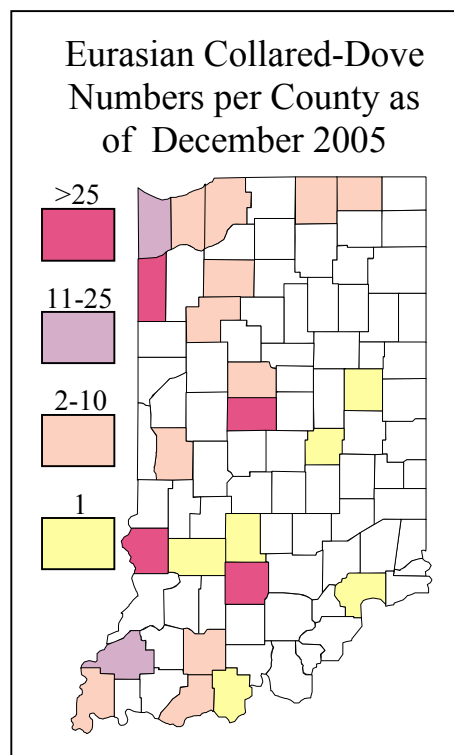 Eurasian Collared-Dove
Numbers per County as
of December 2005
>25
11-25
2-10
1